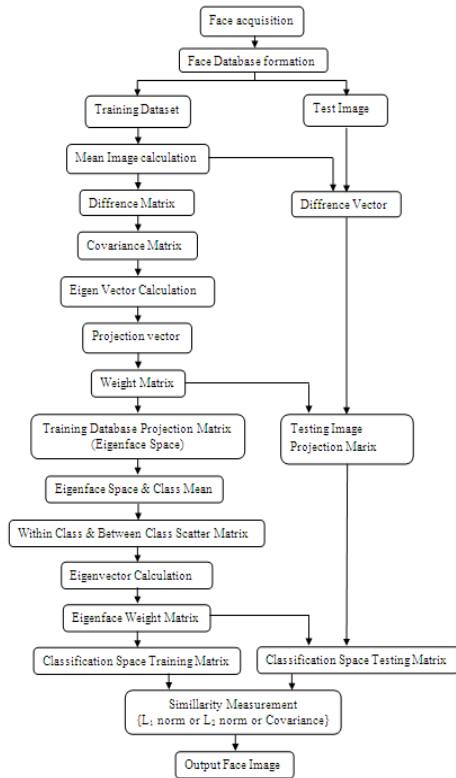 Face acquisition
Face Database formation
Training Dataset
Test Image
Mean Image calculation
Diffrence Matrix
Diffrence Vector
Covariance Matrix
Eigen Vector Calculation
Projection vector
Weight Matrix
Training Database Projection Matrix
(Eigenface Space)
Testing Image
Projection Marix
Eigenface Space & Class Mean
Within Class & Between Class Scatter Matrix
Eigenvector Calculation
Eigenface Weight Matrix
Classification Space Training Matrix
Classification Space Testing Matrix
Simillarity Measurement
{L₁ norm or L₂ norm or Covariance}
Output Face Image